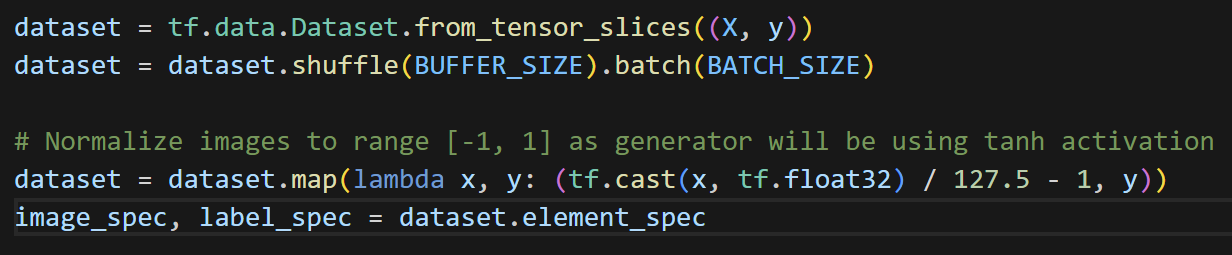 dataset = tf.data.Dataset.from_tensor_slices((X, y))
dataset = dataset.shuffle(BUFFER_SIZE).batch(BATCH_SIZE)
# Normalize images to range [-1, 1] as generator will be using tanh activation
dataset = dataset.map(lambda x, y: (tf.cast(x, tf.float32) / 127.5 - 1, y))
image_spec, label_spec = dataset.element_spec